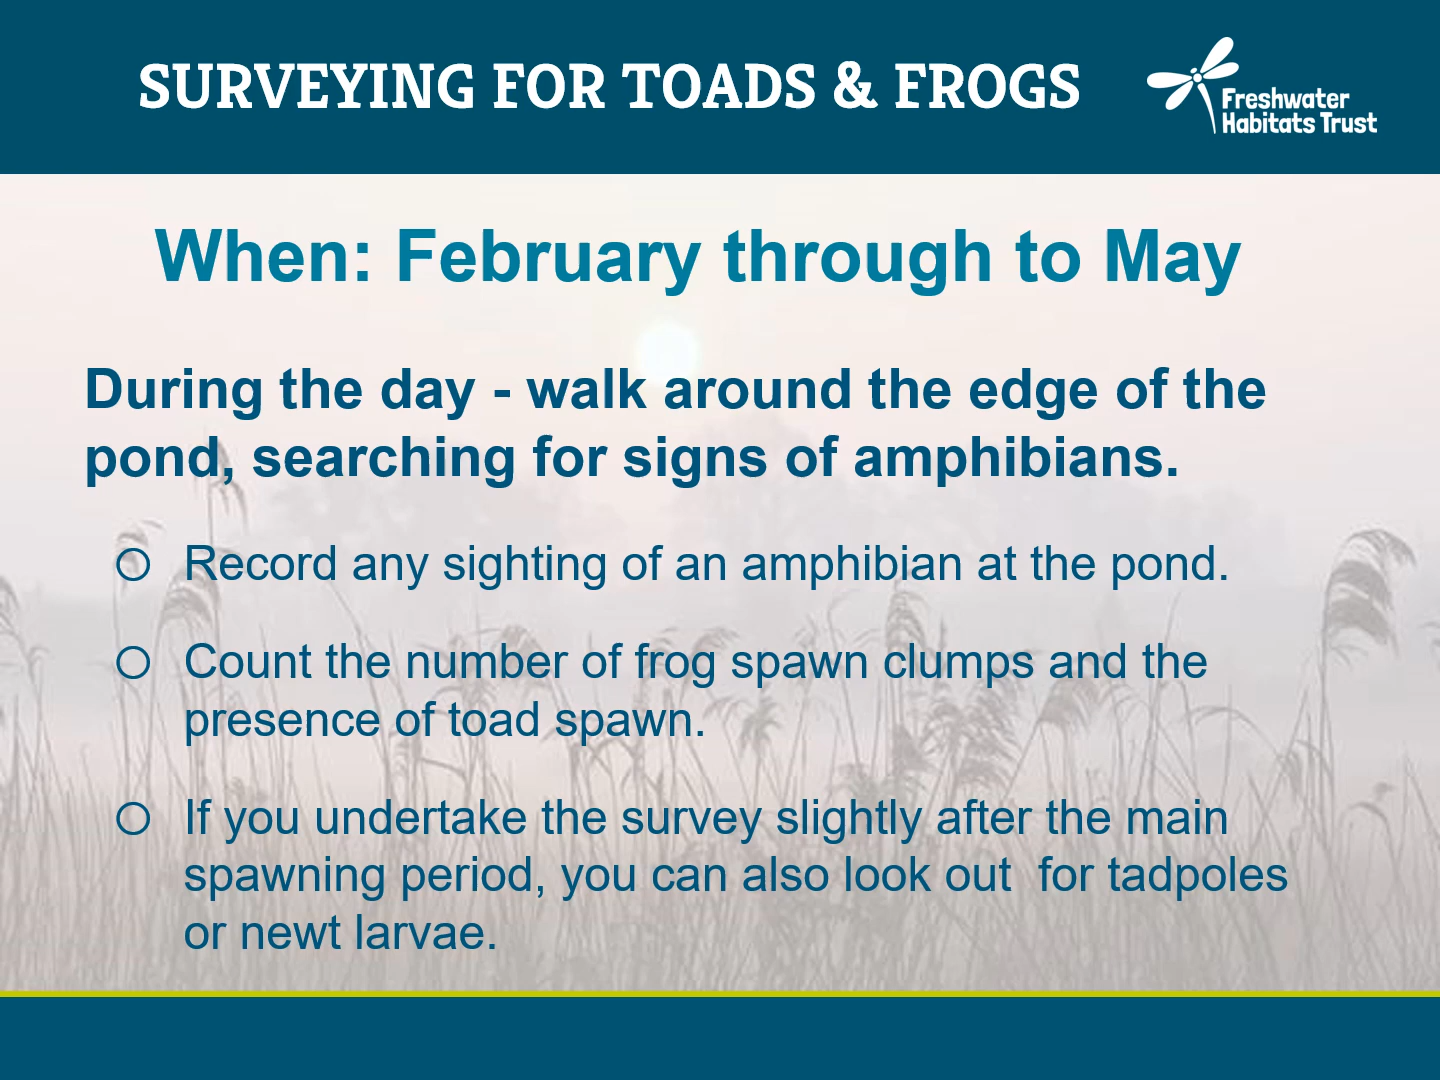 SURVEYING FOR TOADS & FROGS
Freshwater
Habitats Trust
When: February through to May
During the day - walk around the edge of the
pond, searching for signs of amphibians.
Record any sighting of an amphibian at the pond.
Count the number of frog spawn clumps and the
presence of toad spawn.
If you undertake the survey slightly after the main
spawning period, you can also look out  for tadpoles
or newt larvae.